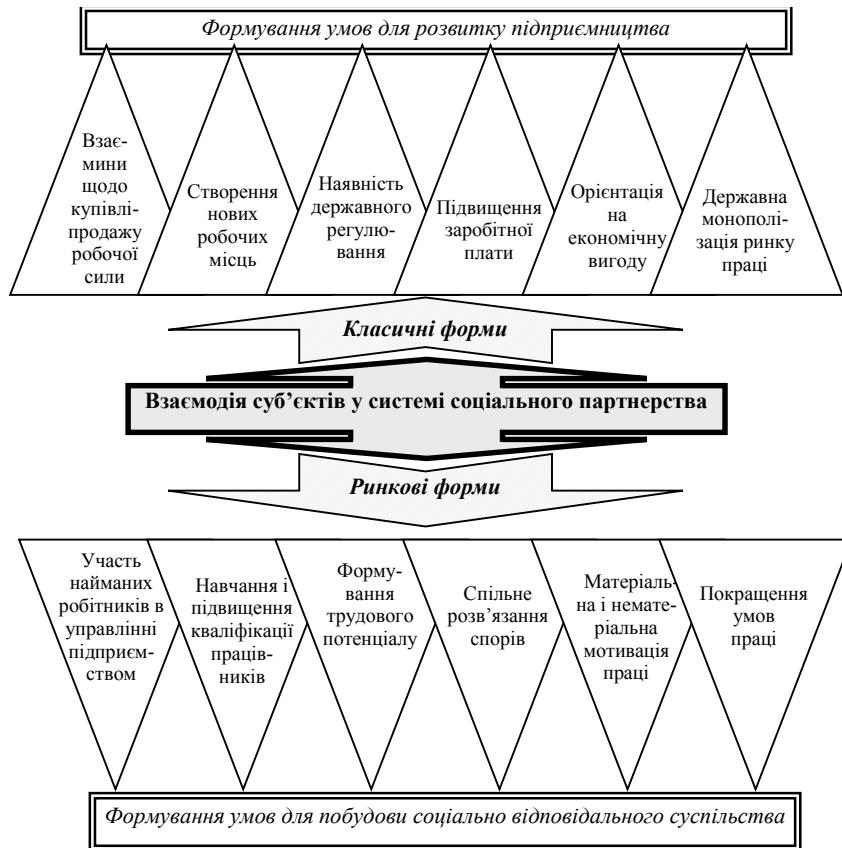 Формування умов для розвитку підприємництва
Взає-
мини
щодо
купівлі-
продажу
робочої
сили
Створення
нових
робочих
місць
Наявність
державного
регулю-
вання
Підвищення
заробітної
плати
Орієнтація
на
економічну
вигоду
Державна
монополі-
зація ринку
праці
Класичні форми
Взаємодія суб’єктів у системі соціального партнерства
Ринкові форми
Участь
найманих
робітників в
управлінні
підприєм-
ством
Навчання і
підвищення
кваліфікації
праців-
ників
Форму-
вання
трудового
потенціалу
Спільне
розв’язання
спорів
Матеріаль-
на і немате-
ріальна
мотивація
праці
Покращення
умов
праці
Формування умов для побудови соціально відповідального суспільства